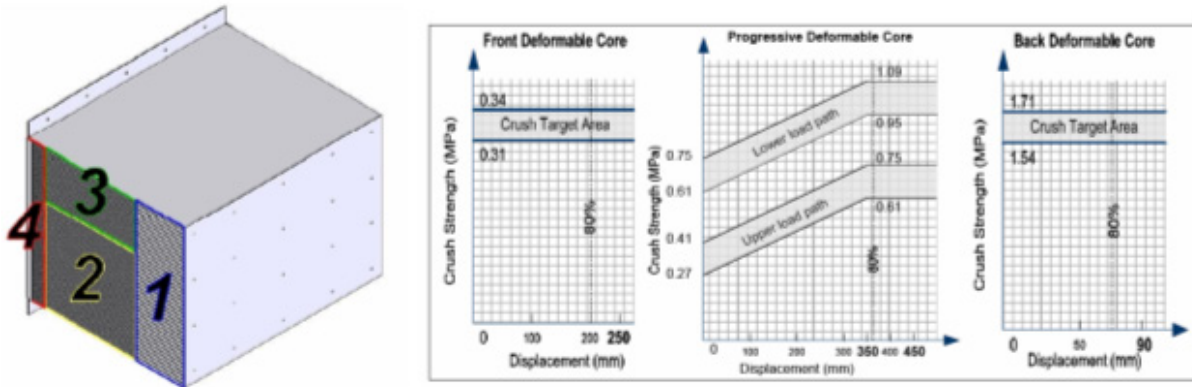 3
4
2
1
Front Deformable Core
Crush Strength (MPa)
0.34
Crush Target Area
0.31
80%
0 100 200 250
Displacement (mm)
Progressive Deformable Core
Crush Strength (MPa)
1.09
Lower load path
0.95
0.75
0.75
0.61
Upper load path
0.61
0.41
0.27
80%
0 100 200 300 350 400 450
Displacement (mm)
Back Deformable Core
Crush Strength (MPa)
1.71
Crush Target Area
1.54
80%
0 50 90
Displacement (mm)